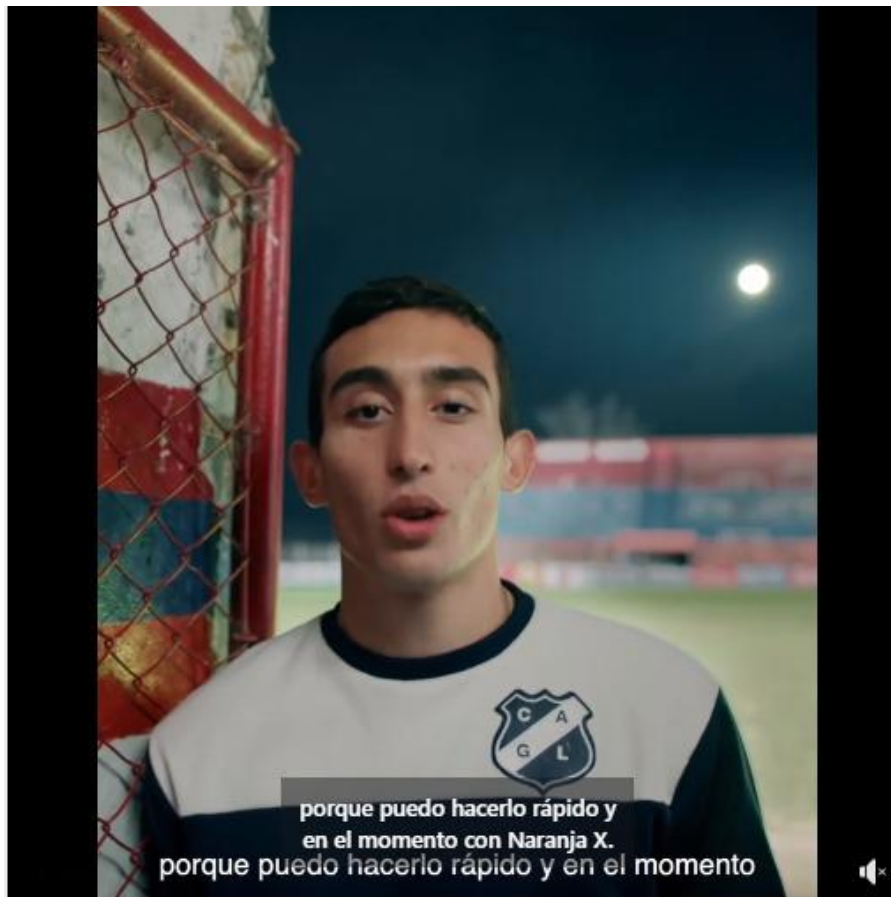 C A
G L
porque puedo hacerlo rápido y
en el momento con Naranja X.
porque puedo hacerlo rápido y en el momento